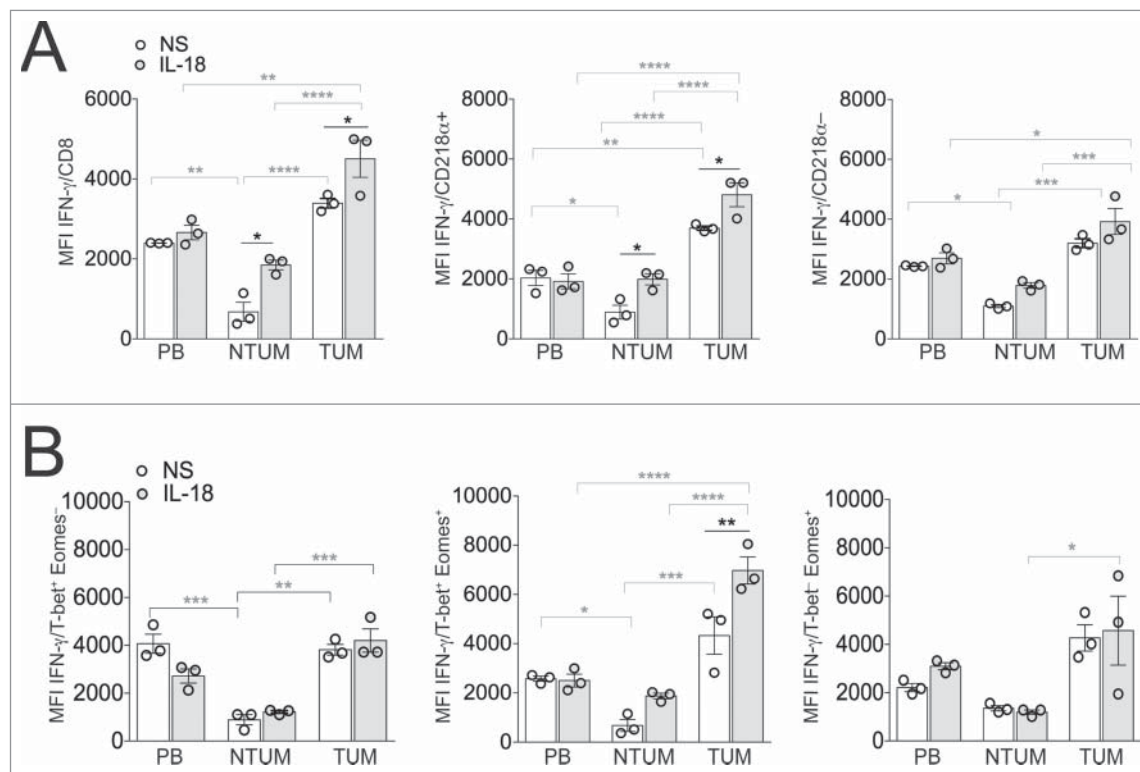 A
NS
IL-18
MFI IFN-γ/CD8
6000
4000
2000
0
** **** ** **** * *
PB NTUM TUM
MFI IFN-γ/CD218α+
8000
6000
4000
2000
0
**** **** **** ** * * *
PB NTUM TUM
MFI IFN-γ/CD218α–
8000
6000
4000
2000
0
* *** *** *
PB NTUM TUM
B
NS
IL-18
MFI IFN-γ/T-bet⁺ Eomes⁻
10000
8000
6000
4000
2000
0
*** *** **
PB NTUM TUM
MFI IFN-γ/T-bet⁺ Eomes⁺
10000
8000
6000
4000
2000
0
**** **** ** *** *
PB NTUM TUM
MFI IFN-γ/T-bet⁻ Eomes⁺
10000
8000
6000
4000
2000
0
*
PB NTUM TUM